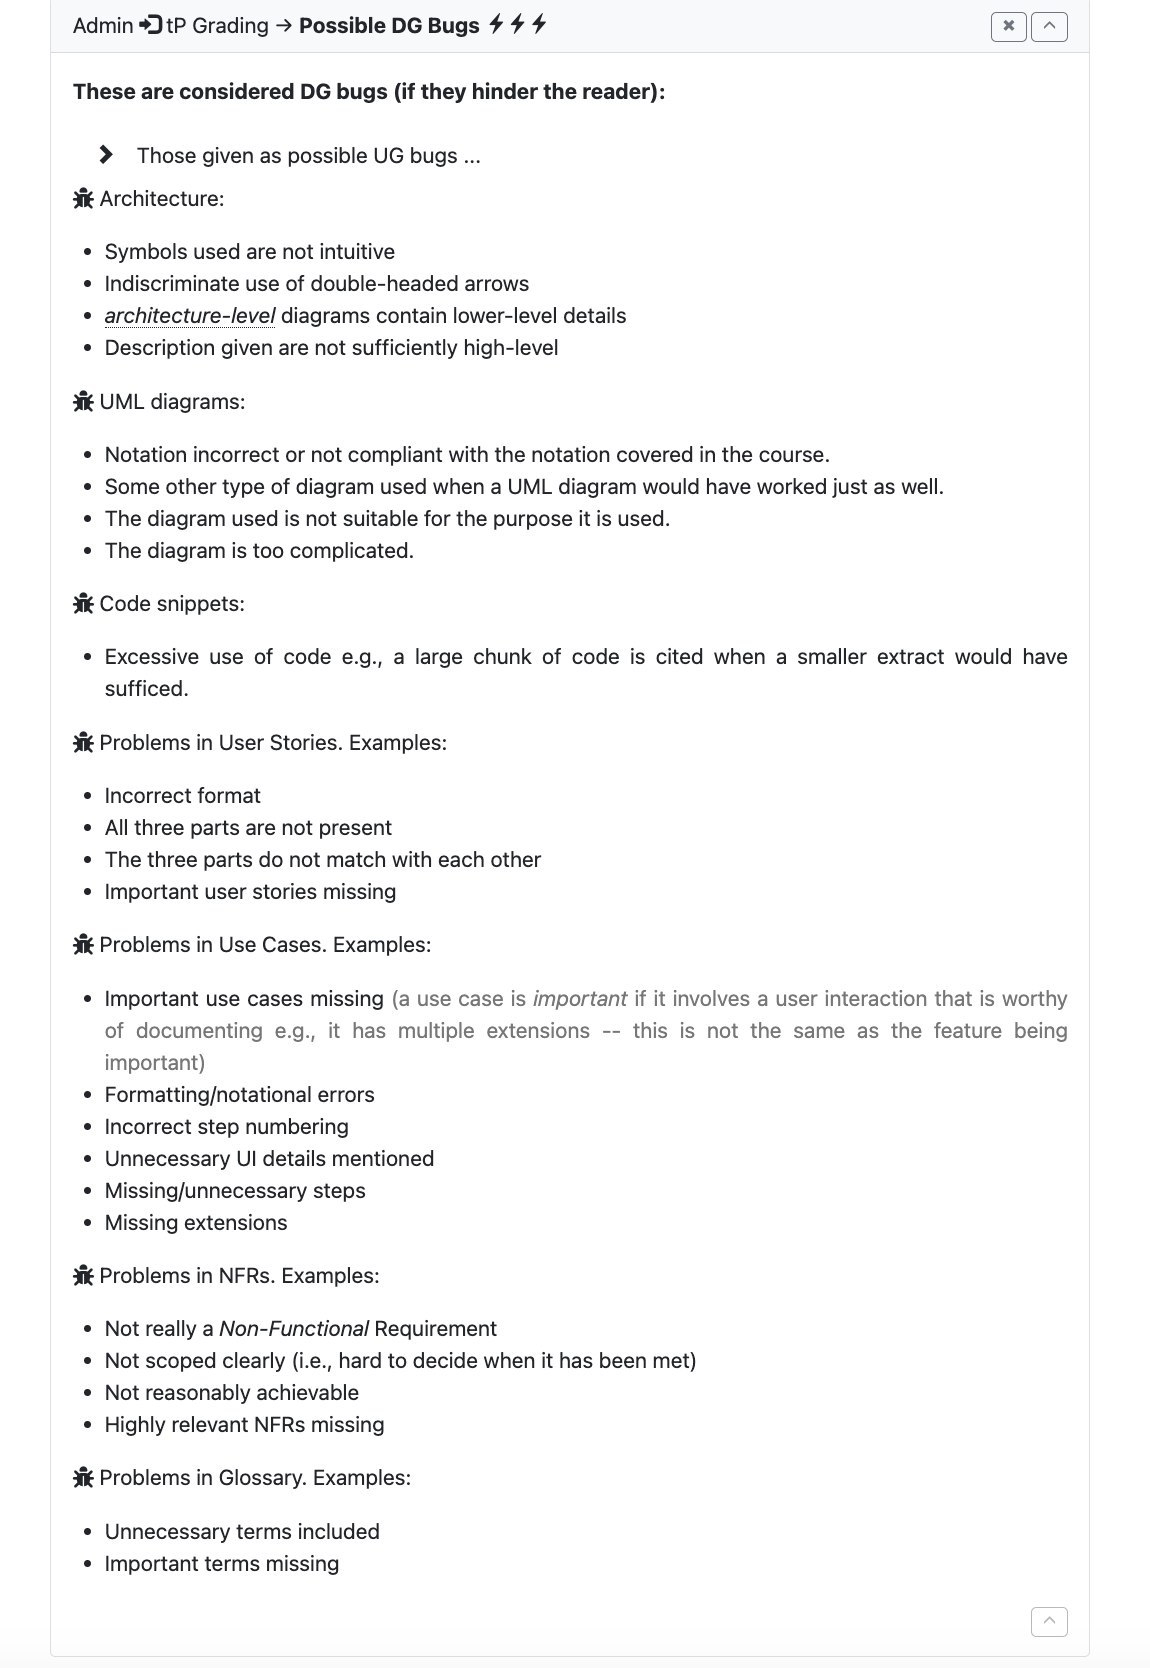 Admin tP Grading → Possible DG Bugs
These are considered DG bugs (if they hinder the reader):
Those given as possible UG bugs ...
Architecture:
• Symbols used are not intuitive
• Indiscriminate use of double-headed arrows
• architecture-level diagrams contain lower-level details
• Description given are not sufficiently high-level
UML diagrams:
• Notation incorrect or not compliant with the notation covered in the course.
• Some other type of diagram used when a UML diagram would have worked just as well.
• The diagram used is not suitable for the purpose it is used.
• The diagram is too complicated.
Code snippets:
• Excessive use of code e.g., a large chunk of code is cited when a smaller extract would have
sufficed.
Problems in User Stories. Examples:
• Incorrect format
• All three parts are not present
• The three parts do not match with each other
• Important user stories missing
Problems in Use Cases. Examples:
• Important use cases missing (a use case is important if it involves a user interaction that is worthy
of documenting e.g., it has multiple extensions -- this is not the same as the feature being
important)
• Formatting/notational errors
• Incorrect step numbering
• Unnecessary UI details mentioned
• Missing/unnecessary steps
• Missing extensions
Problems in NFRs. Examples:
• Not really a Non-Functional Requirement
• Not scoped clearly (i.e., hard to decide when it has been met)
• Not reasonably achievable
• Highly relevant NFRs missing
Problems in Glossary. Examples:
• Unnecessary terms included
• Important terms missing